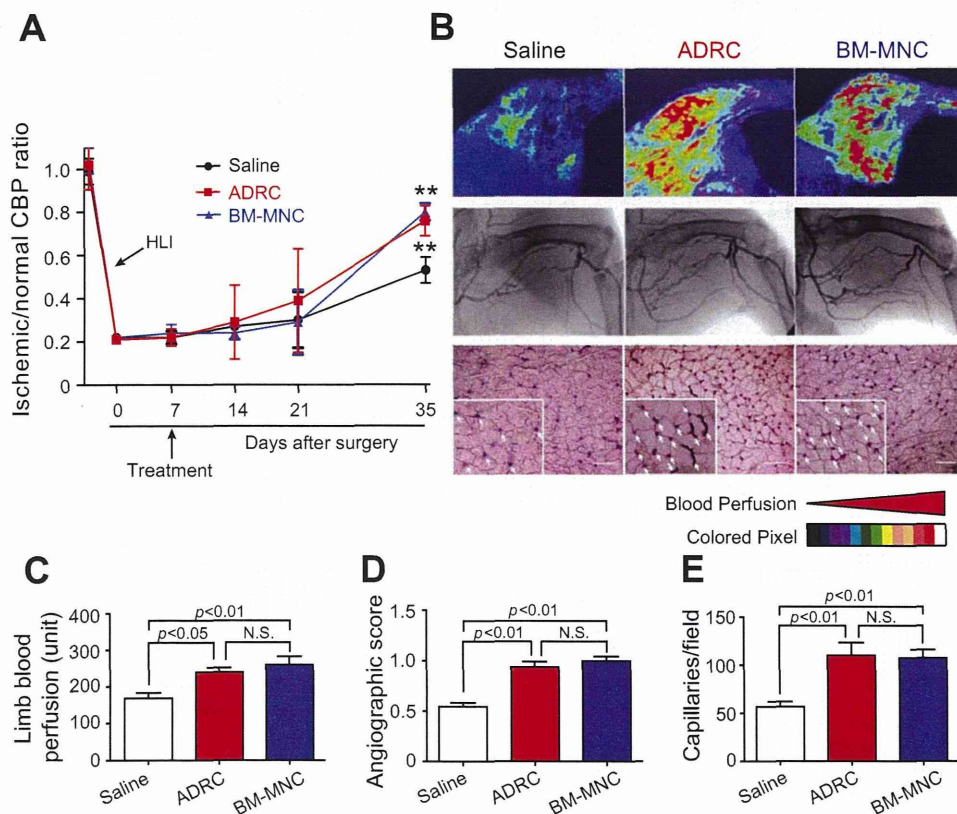 A
Ischemic/normal CBP ratio
1.0
0.8
0.6
0.4
0.2
0
HLI
Saline
ADRC
BM-MNC
**
**
0
7
14
21
35
Days after surgery
Treatment
B
Saline
ADRC
BM-MNC
Blood Perfusion
Colored Pixel
C
Limb blood
perfusion (unit)
400
300
200
100
0
p<0.01
p<0.05
N.S.
Saline
ADRC
BM-MNC
D
Angiographic score
1.5
1.0
0.5
0
p<0.01
p<0.01
N.S.
Saline
ADRC
BM-MNC
E
Capillaries/field
150
100
50
0
p<0.01
p<0.01
N.S.
Saline
ADRC
BM-MNC